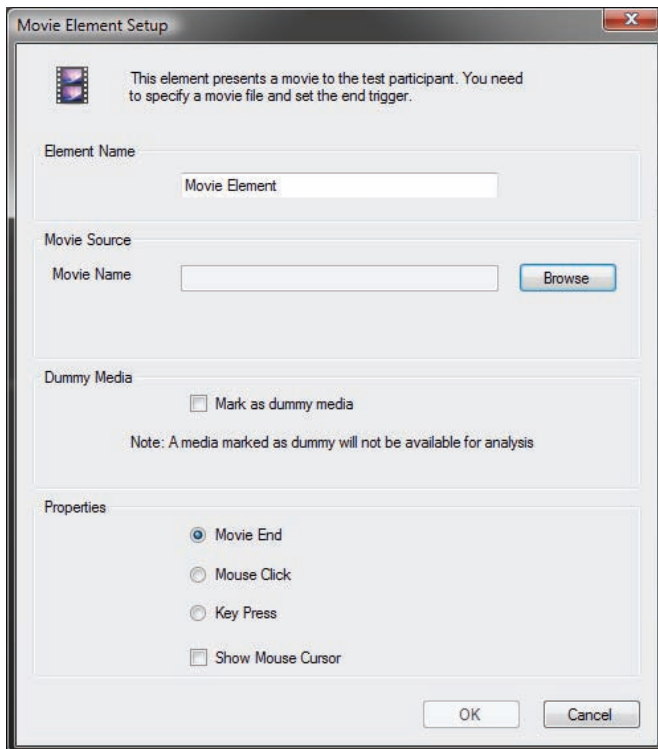 Movie Element Setup
X
This element presents a movie to the test participant. You need
to specify a movie file and set the end trigger.
Element Name
Movie Element
Movie Source
Movie Name
Browse
Dummy Media
Mark as dummy media
Note: A media marked as dummy will not be available for analysis
Properties
Movie End
Mouse Click
Key Press
Show Mouse Cursor
OK
Cancel